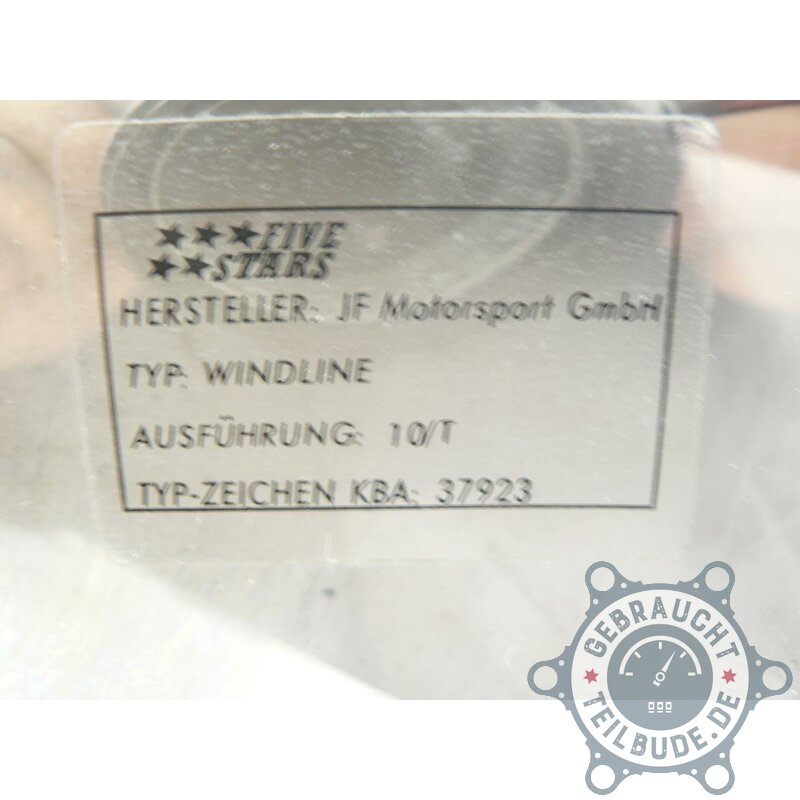 ★★★FIVE
★★STARS
HERSTELLER: JF Motorsport GmbH
TYP: WINDLINE
AUSFÜHRUNG: 10/T
TYP-ZEICHEN KBA: 37923
GEBRAUCHT
TEILBUDE.DE